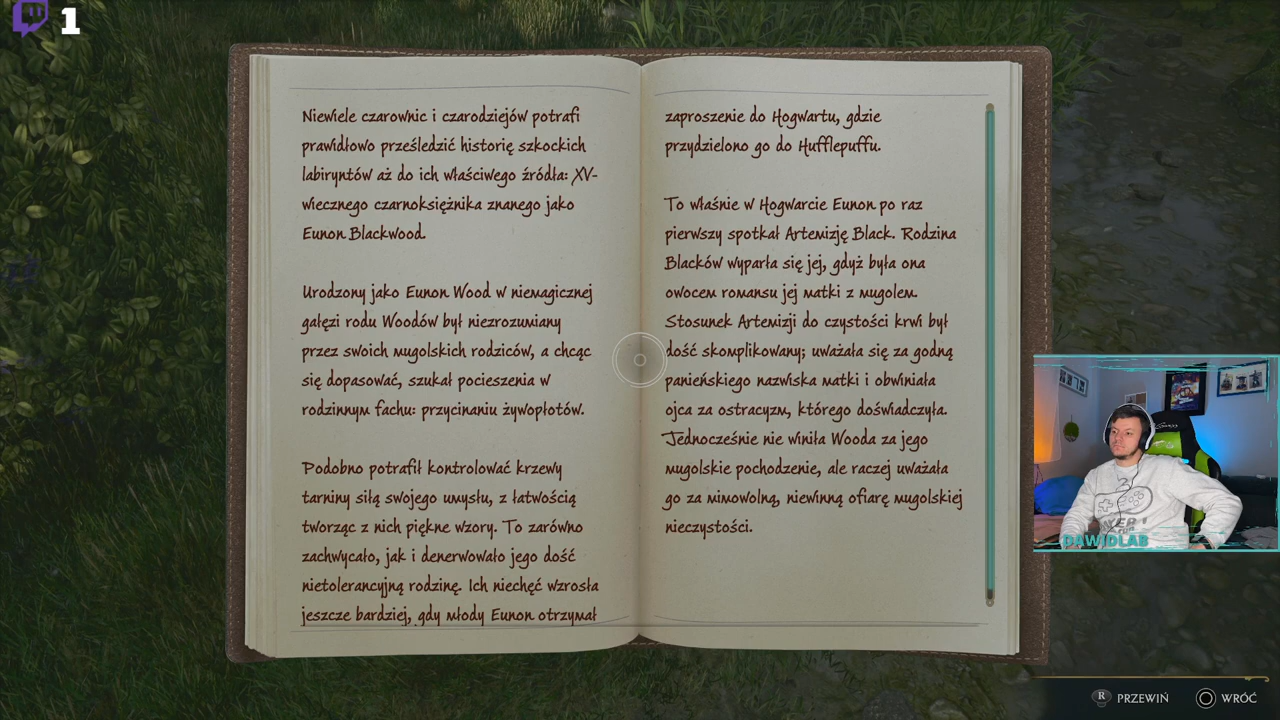 1
Niewiele czarownic i czarodziejów potrafi
prawidłowo prześledzić historię szkockich
labiryntów aż do ich właściwego źródła: XV-
wiecznego czarnoksiężnika znanego jako
Eunon Blackwood.
Urodzony jako Eunon Wood w niemagicznej
gałęzi rodu Woodów był niezrozumiany
przez swoich mugolskich rodziców, a chcąc
się dopasować, szukał pocieszenia w
rodzinnym fachu: przycinaniu żywopłotów.
Podobno potrafił kontrolować krzewy
tarniny siłą swojego umysłu, z łatwością
tworząc z nich piękne wzory. To zarówno
zachwycało, jak i denerwowało jego dość
nietolerancyjną rodzinę. Ich niechęć wzrosła
jeszcze bardziej, gdy młody Eunon otrzymał
zaproszenie do Hogwartu, gdzie
przydzielono go do Hufflepuffu.
To właśnie w Hogwarcie Eunon po raz
pierwszy spotkał Artemizję Black. Rodzina
Blacków wyparła się jej, gdyż była ona
owocem romansu jej matki z mugolem.
Stosunek Artemizji do czystości krwi był
dość skomplikowany; uważała się za godną
panieńskiego nazwiska matki i obwiniała
ojca za ostracyzm, którego doświadczyła.
Jednocześnie nie winiła Wooda za jego
mugolskie pochodzenie, ale raczej uważała
go za mimowolną, niewinną ofiarę mugolskiej
nieczystości.
DAWIDLAB
R PRZEWIŃ
WRÓĆ